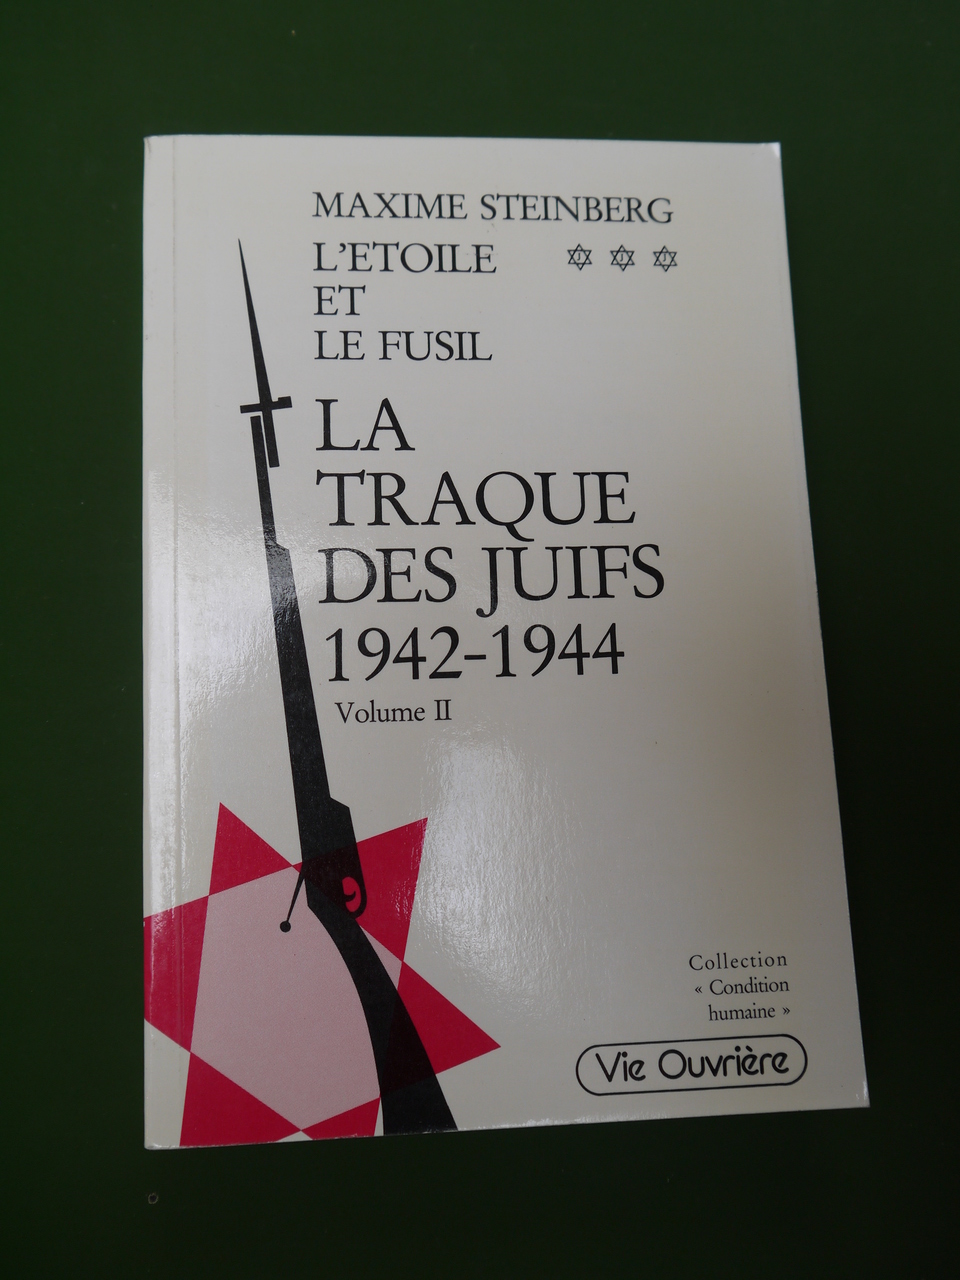 MAXIME STEINBERG
L'ETOILE
ET
LE FUSIL
J J J
LA
TRAQUE
DES JUIFS
1942-1944
Volume II
Collection
« Condition
humaine »
Vie Ouvrière